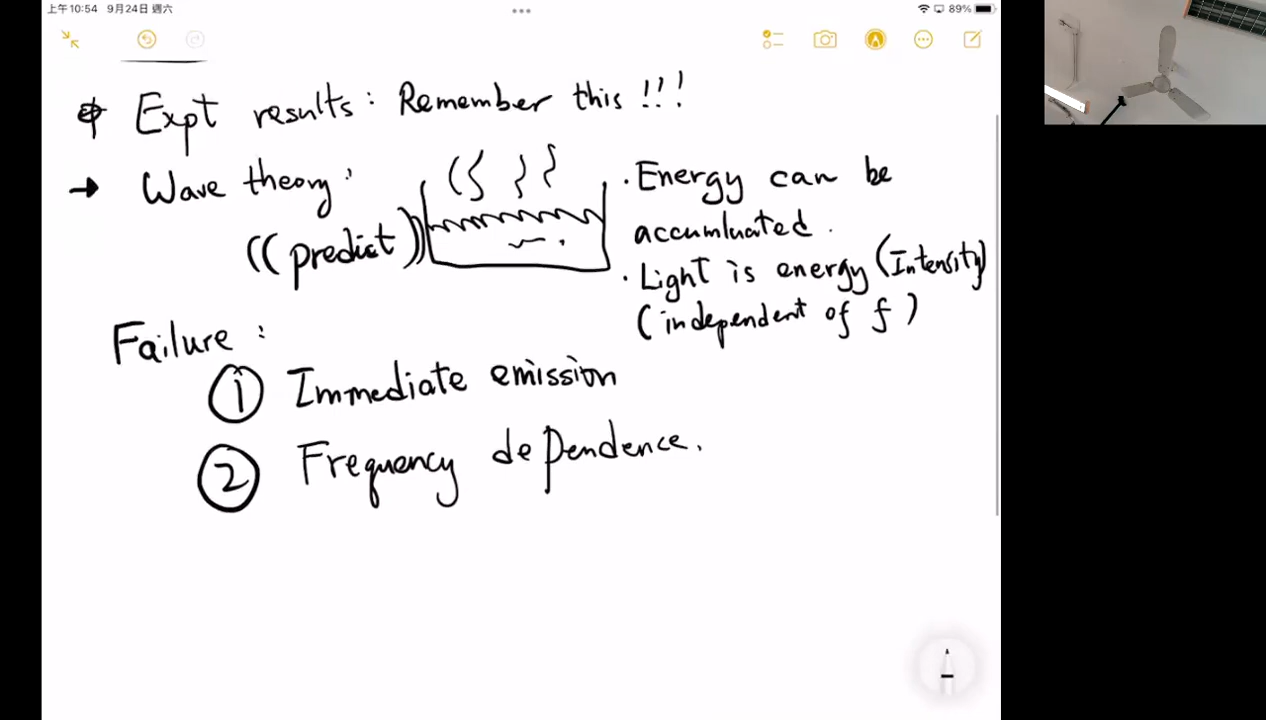 上午10:54 9月24日 週六
89%
Expt results: Remember this !!!
→ Wave theory:
((predict))
· Energy can be
accumluated.
· Light is energy (Intensity)
(independent of f)
Failure:
① Immediate emission
② Frequency dependence.